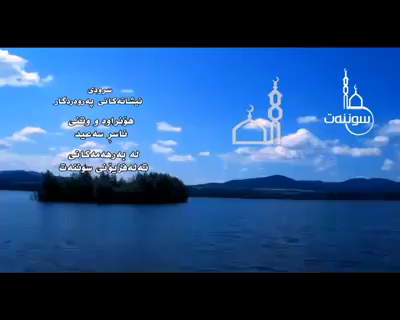 سرودی
نیشانەکانی پەروەردگار
هۆنراوە و وتنی
ناسر سەعید
لە بەرهەمەکانی
تەلەفزیۆنی سوننەت
سوننەت